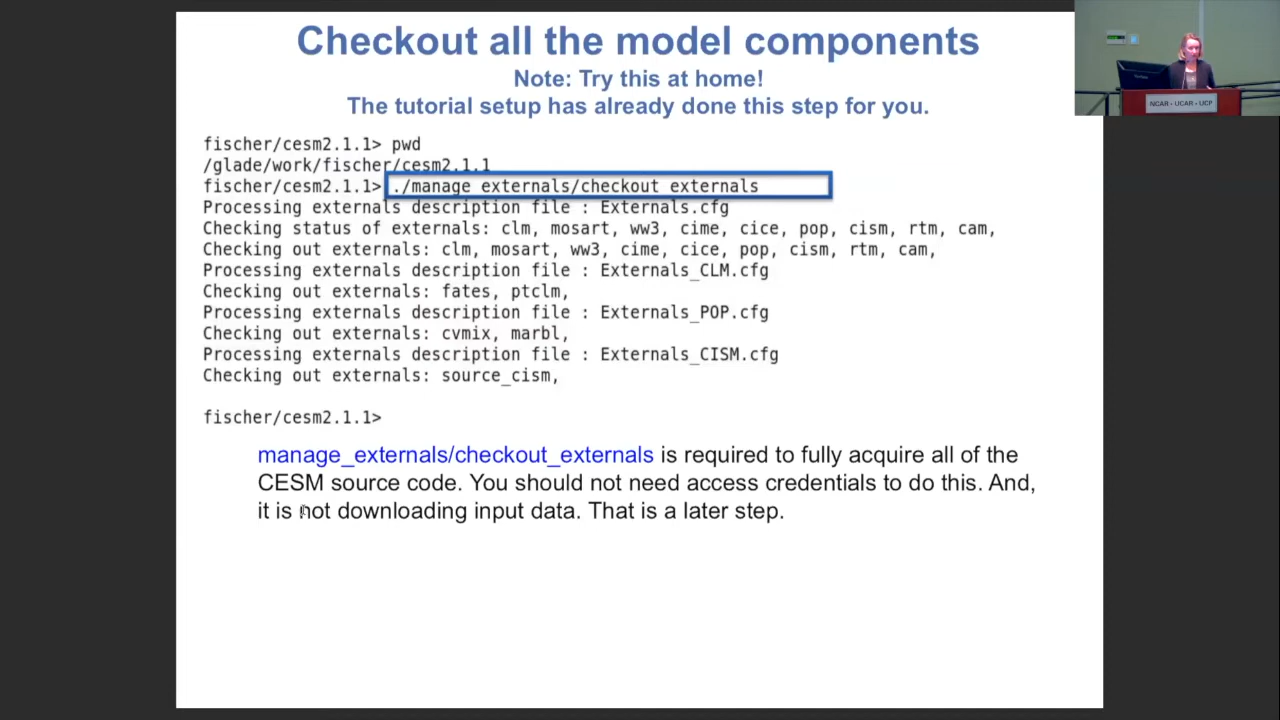 Checkout all the model components
Note: Try this at home!
The tutorial setup has already done this step for you.
fischer/cesm2.1.1> pwd
/glade/work/fischer/cesm2.1.1
fischer/cesm2.1.1> ./manage_externals/checkout_externals
Processing externals description file : Externals.cfg
Checking status of externals: clm, mosart, ww3, cime, cice, pop, cism, rtm, cam,
Checking out externals: clm, mosart, ww3, cime, cice, pop, cism, rtm, cam,
Processing externals description file : Externals_CLM.cfg
Checking out externals: fates, ptclm,
Processing externals description file : Externals_POP.cfg
Checking out externals: cvmix, marbl,
Processing externals description file : Externals_CISM.cfg
Checking out externals: source_cism,
fischer/cesm2.1.1>
manage_externals/checkout_externals is required to fully acquire all of the
CESM source code. You should not need access credentials to do this. And,
it is not downloading input data. That is a later step.
NCAR • UCAR • UCP